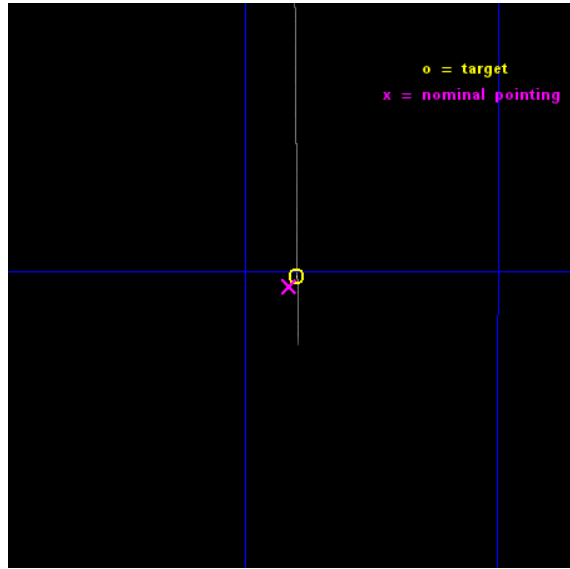 o = target
x = nominal pointing